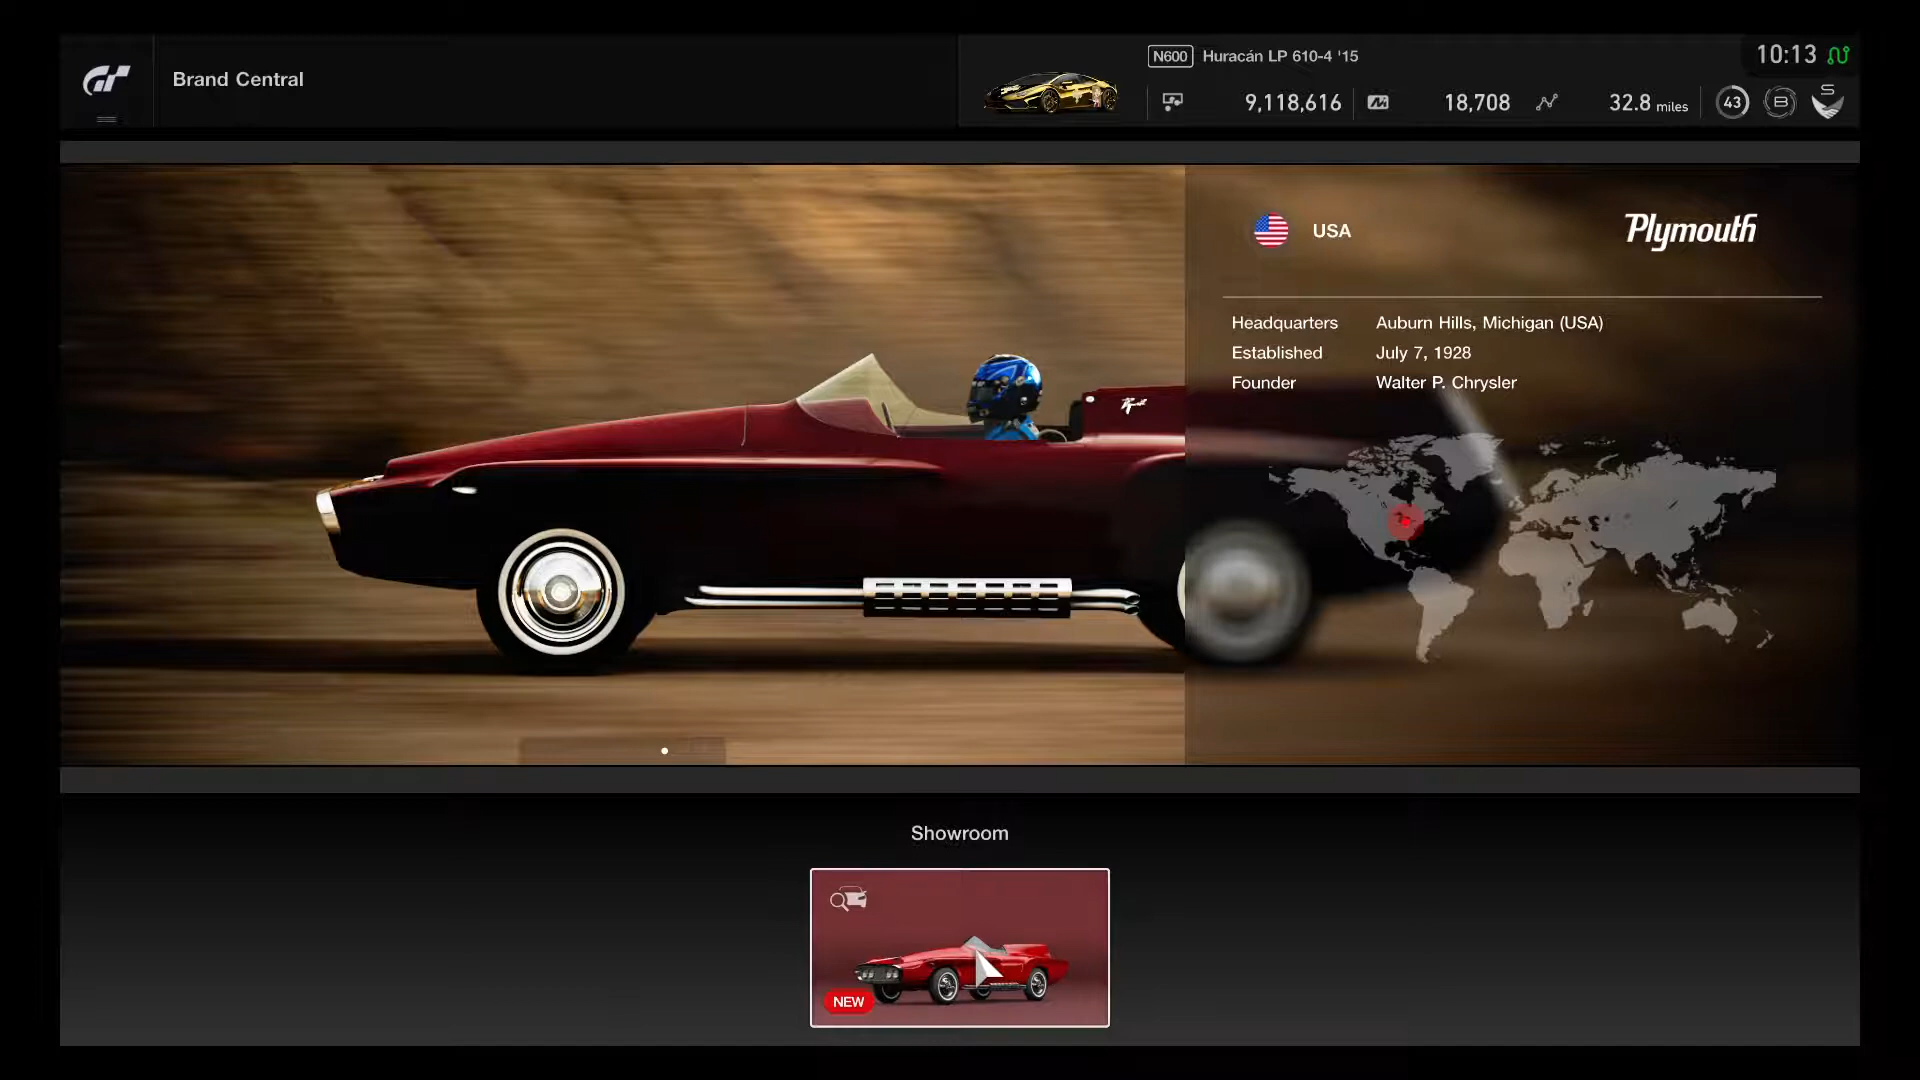 Brand Central
N600 Huracán LP 610-4 '15
10:13
9,118,616
18,708
32.8 miles
43
B
S
USA
Plymouth
Headquarters Auburn Hills, Michigan (USA)
Established July 7, 1928
Founder Walter P. Chrysler
Showroom
NEW